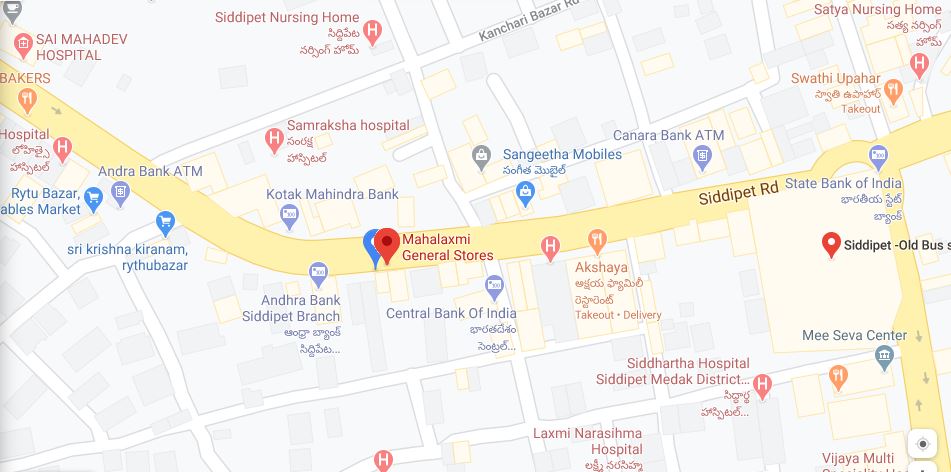 Siddipet Nursing Home
సిద్దిపేట
నర్సింగ్ హోమ్
Kanchari Bazar Rd
Satya Nursing Home
సత్య నర్సింగ్
హోమ్
SAI MAHADEV
HOSPITAL
BAKERS
Swathi Upahar
స్వాతి ఉపాహార్
Takeout
Hospital
హాస్పిటల్
Samraksha hospital
సంరక్ష
హాస్పిటల్
Canara Bank ATM
Sangeetha Mobiles
సంగీత మొబైల్
Andra Bank ATM
Rytu Bazar,
ables Market
Kotak Mahindra Bank
Siddipet Rd
State Bank of India
భారతీయ స్టేట్
బ్యాంక్
sri krishna kiranam,
rythubazar
Mahalaxmi
General Stores
Siddipet -Old Bus s
Akshaya
ఆక్షయ ఫ్యామిలీ
రెస్టారెంట్
Takeout • Delivery
Andhra Bank
Siddipet Branch
ఆంధ్రా బ్యాంక్
సిద్దిపేట...
Central Bank Of India
భారతదేశం
సెంట్రల్...
Mee Seva Center
Siddhartha Hospital
Siddipet Medak District...
సిద్ధార్థ
హాస్పిటల్...
Laxmi Narasimha
Hospital
లక్ష్మీ నరసిహ్మ
Vijaya Multi